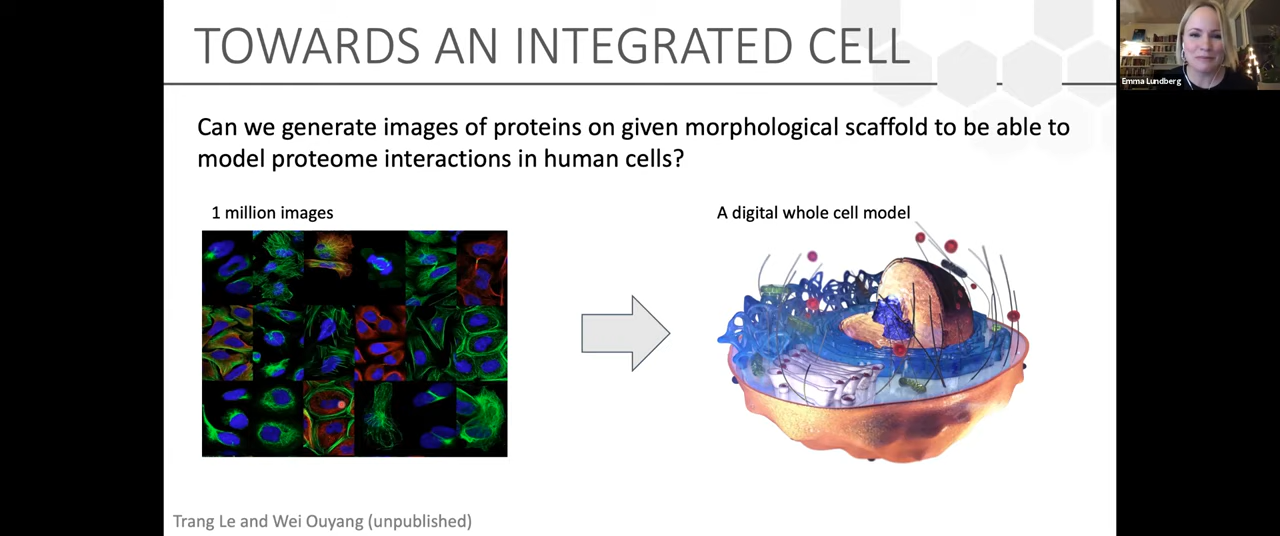 TOWARDS AN INTEGRATED CELL
Emma Lundberg
Can we generate images of proteins on given morphological scaffold to be able to
model proteome interactions in human cells?
1 million images
A digital whole cell model
Trang Le and Wei Ouyang (unpublished)